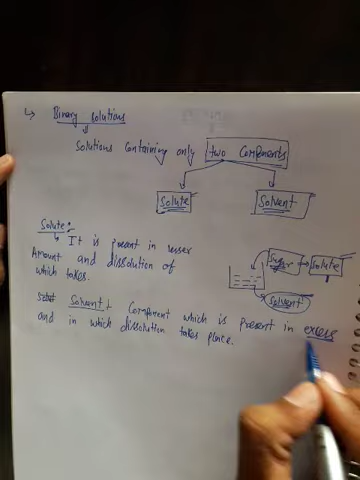 ↳ Binary solutions
Solutions containing only two Components
Solute Solvent
Solute:-
It is present in lesser
Amount and dissolution of
which takes.
Sugar → Solute
Solvent
Solvent :- Component which is present in excess
and in which dissolution takes place.